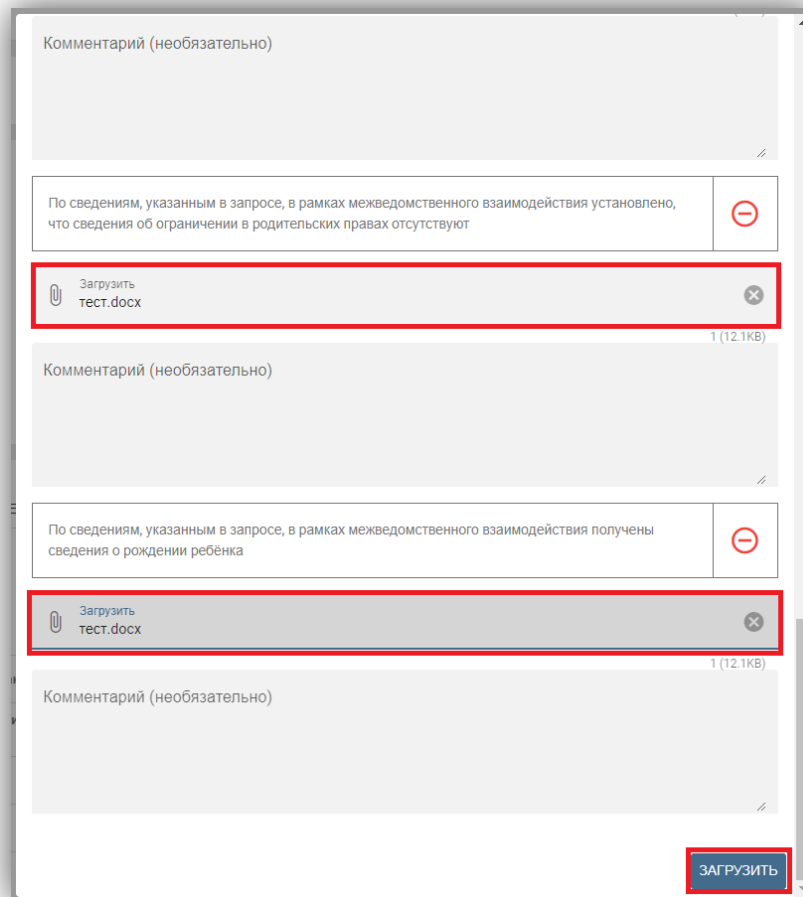 Комментарий (необязательно)
По сведениям, указанным в запросе, в рамках межведомственного взаимодействия установлено,
что сведения об ограничении в родительских правах отсутствуют
Загрузить
тест.docx
1 (12.1KB)
Комментарий (необязательно)
По сведениям, указанным в запросе, в рамках межведомственного взаимодействия получены
сведения о рождении ребёнка
Загрузить
тест.docx
1 (12.1KB)
Комментарий (необязательно)
ЗАГРУЗИТЬ